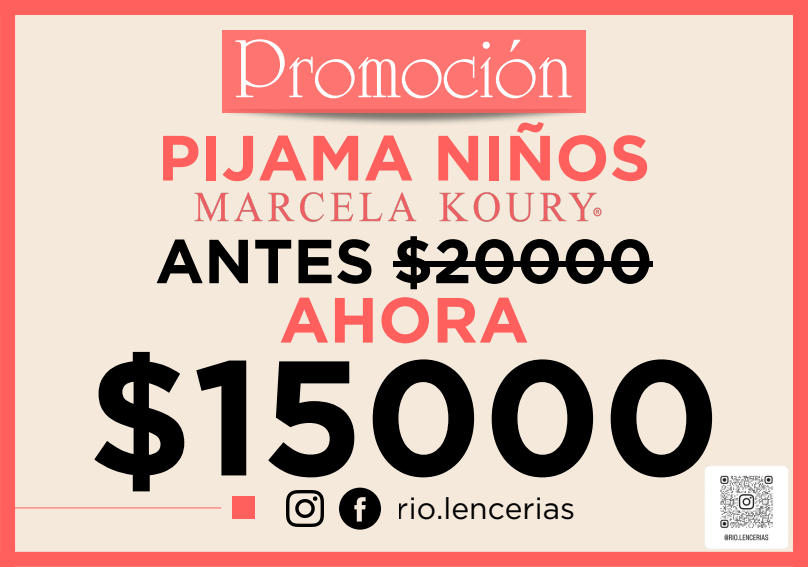 Promoción
PIJAMA NIÑOS
MARCELA KOURY®
ANTES $20000
AHORA
$15000
rio.lencerias
@RIO.LENCERIAS